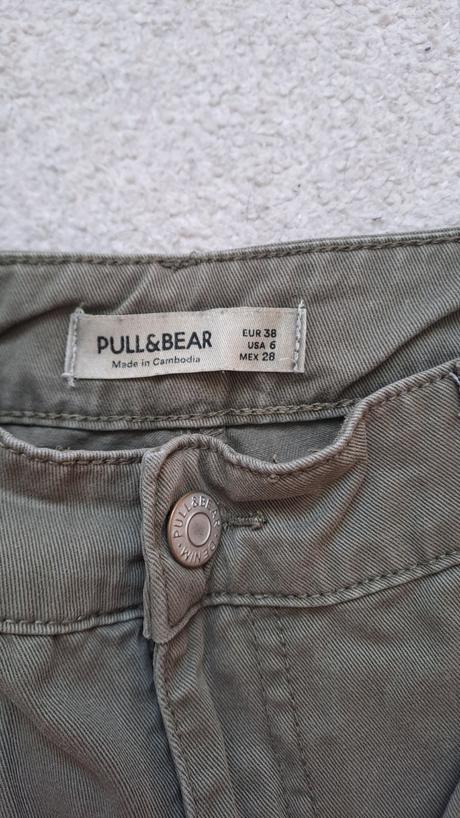 PULL&BEAR
Made in Cambodia
EUR 38
USA 6
MEX 28
PULL&BEAR · DENIM ·